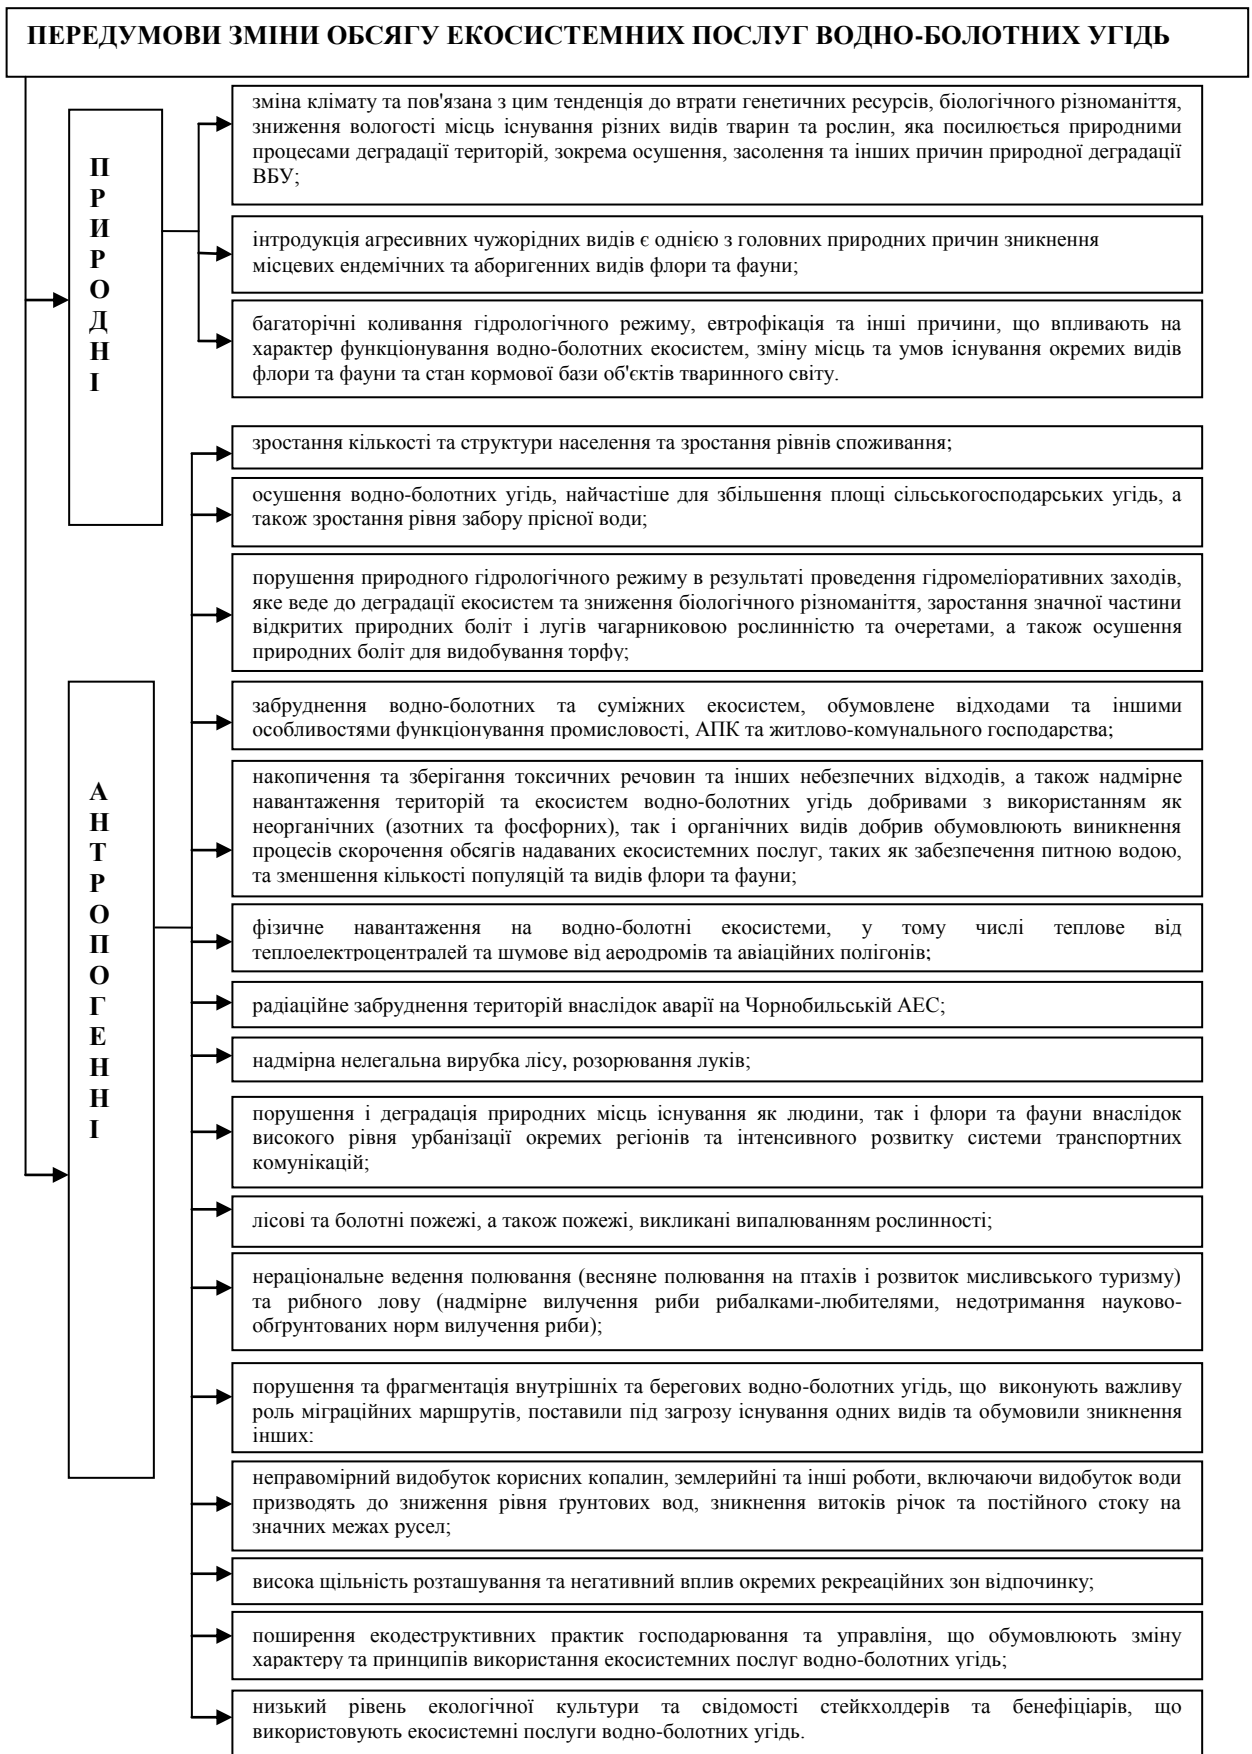 ПЕРЕДУМОВИ ЗМІНИ ОБСЯГУ ЕКОСИСТЕМНИХ ПОСЛУГ ВОДНО-БОЛОТНИХ УГІДЬ
ПРИРОДНІ
зміна клімату та пов'язана з цим тенденція до втрати генетичних ресурсів, біологічного різноманіття,
зниження вологості місць існування різних видів тварин та рослин, яка посилюється природними
процесами деградації територій, зокрема осушення, засолення та інших причин природної деградації
ВБУ;
інтродукція агресивних чужорідних видів є однією з головних природних причин зникнення
місцевих ендемічних та аборигенних видів флори та фауни;
багаторічні коливання гідрологічного режиму, евтрофікація та інші причини, що впливають на
характер функціонування водно-болотних екосистем, зміну місць та умов існування окремих видів
флори та фауни та стан кормової бази об'єктів тваринного світу.
АНТРОПОГЕННІ
зростання кількості та структури населення та зростання рівнів споживання;
осушення водно-болотних угідь, найчастіше для збільшення площі сільськогосподарських угідь, а
також зростання рівня забору прісної води;
порушення природного гідрологічного режиму в результаті проведення гідромеліоративних заходів,
яке веде до деградації екосистем та зниження біологічного різноманіття, заростання значної частини
відкритих природних боліт і лугів чагарниковою рослинністю та очеретами, а також осушення
природних боліт для видобування торфу;
забруднення водно-болотних та суміжних екосистем, обумовлене відходами та іншими
особливостями функціонування промисловості, АПК та житлово-комунального господарства;
накопичення та зберігання токсичних речовин та інших небезпечних відходів, а також надмірне
навантаження територій та екосистем водно-болотних угідь добривами з використанням як
неорганічних (азотних та фосфорних), так і органічних видів добрив обумовлюють виникнення
процесів скорочення обсягів надаваних екосистемних послуг, таких як забезпечення питною водою,
та зменшення кількості популяцій та видів флори та фауни;
фізичне навантаження на водно-болотні екосистеми, у тому числі теплове від
теплоелектроцентралей та шумове від аеродромів та авіаційних полігонів;
радіаційне забруднення територій внаслідок аварії на Чорнобильській АЕС;
надмірна нелегальна вирубка лісу, розорювання луків;
порушення і деградація природних місць існування як людини, так і флори та фауни внаслідок
високого рівня урбанізації окремих регіонів та інтенсивного розвитку системи транспортних
комунікацій;
лісові та болотні пожежі, а також пожежі, викликані випалюванням рослинності;
нераціональне ведення полювання (весняне полювання на птахів і розвиток мисливського туризму)
та рибного лову (надмірне вилучення риби рибалками-любителями, недотримання науково-
обґрунтованих норм вилучення риби);
порушення та фрагментація внутрішніх та берегових водно-болотних угідь, що виконують важливу
роль міграційних маршрутів, поставили під загрозу існування одних видів та обумовили зникнення
інших:
неправомірний видобуток корисних копалин, землерийні та інші роботи, включаючи видобуток води
призводять до зниження рівня ґрунтових вод, зникнення витоків річок та постійного стоку на
значних межах русел;
висока щільність розташування та негативний вплив окремих рекреаційних зон відпочинку;
поширення екодеструктивних практик господарювання та управліня, що обумовлюють зміну
характеру та принципів використання екосистемних послуг водно-болотних угідь;
низький рівень екологічної культури та свідомості стейкхолдерів та бенефіціарів, що
використовують екосистемні послуги водно-болотних угідь.